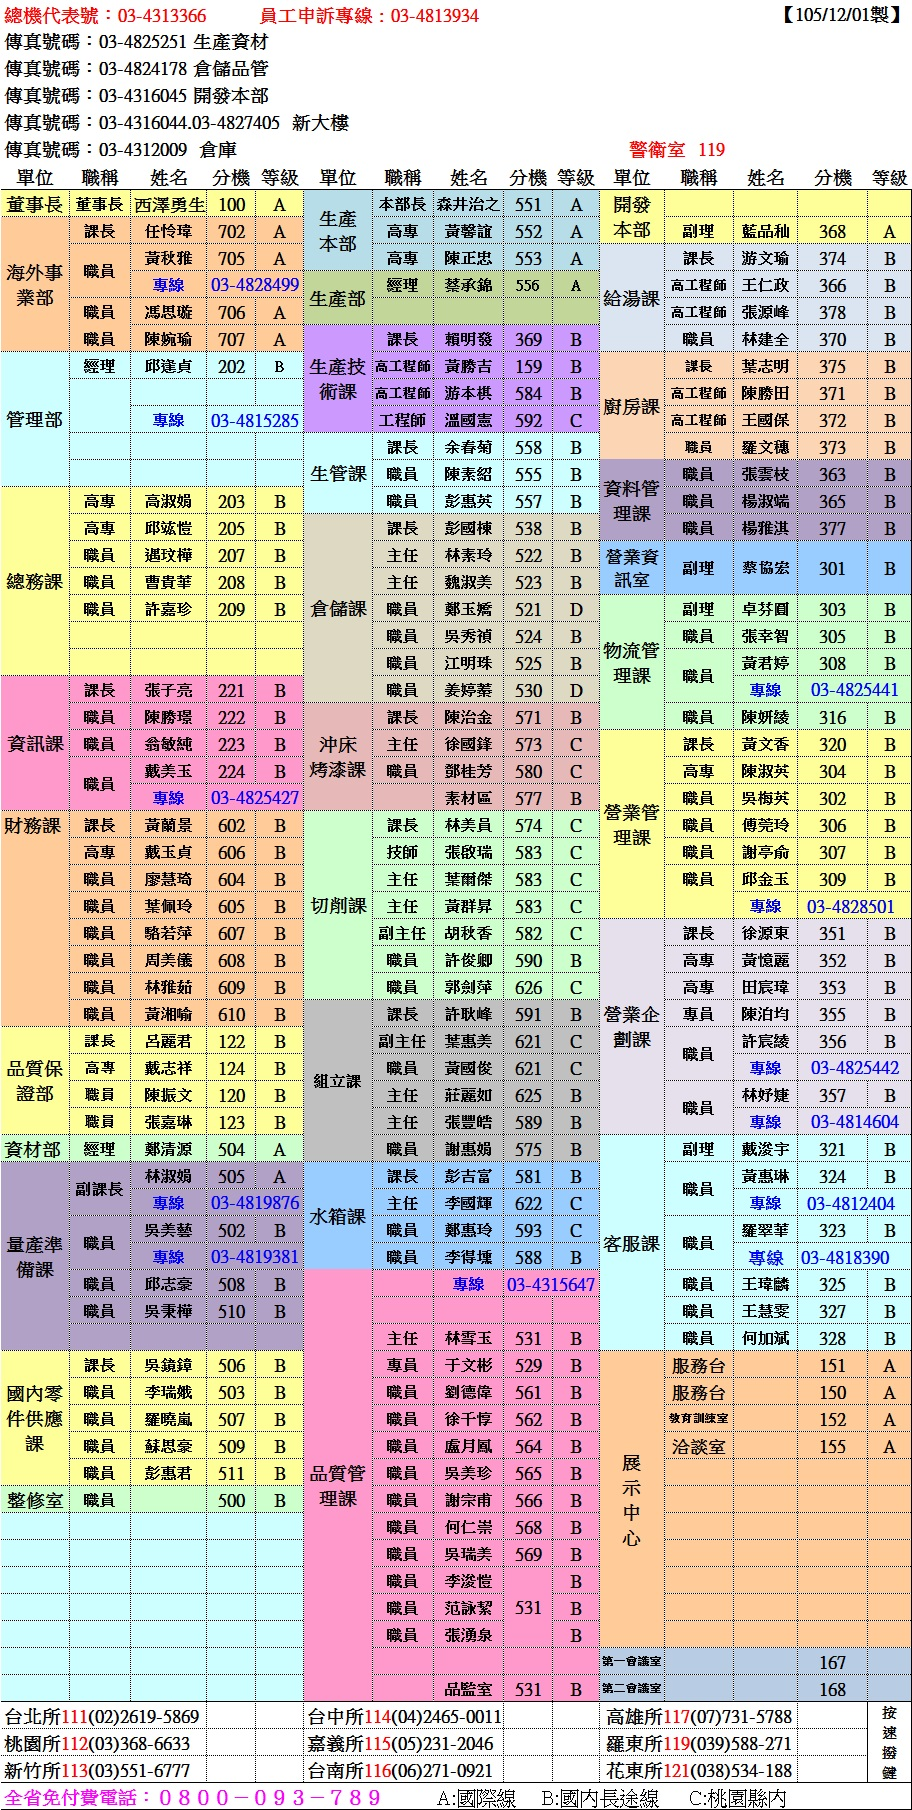 總機代表號：03-4313366 員工申訴專線：03-4813934 【105/12/01製】
傳真號碼：03-4825251 生產資材
傳真號碼：03-4824178 倉儲品管
傳真號碼：03-4316045 開發本部
傳真號碼：03-4316044.03-4827405 新大樓
傳真號碼：03-4312009 倉庫 警衛室 119
單位 職稱 姓名 分機 等級 單位 職稱 姓名 分機 等級 單位 職稱 姓名 分機 等級
董事長 董事長 西澤勇生 100 A
海外事業部
課長 任怜瑋 702 A
職員 黃秋雅 705 A
專線 03-4828499
職員 馮思璇 706 A
職員 陳婉瑜 707 A
管理部
經理 邱逢貞 202 B
專線 03-4815285
總務課
高專 高淑娟 203 B
高專 邱竑愷 205 B
職員 遇玟樺 207 B
職員 曹貴華 208 B
職員 許嘉珍 209 B
資訊課
課長 張子亮 221 B
職員 陳勝璟 222 B
職員 翁敏純 223 B
職員 戴美玉 224 B
專線 03-4825427
財務課
課長 黃蘭景 602 B
高專 戴玉貞 606 B
職員 廖慧琦 604 B
職員 葉佩玲 605 B
職員 駱若萍 607 B
職員 周美儀 608 B
職員 林雅茹 609 B
職員 黃湘喻 610 B
品質保證部
課長 呂麗君 122 B
高專 戴志祥 124 B
職員 陳振文 120 B
職員 張嘉琳 123 B
資材部 經理 鄭清源 504 A
量產準備課
副課長 林淑娟 505 A
專線 03-4819876
職員 吳美藝 502 B
專線 03-4819381
職員 邱志豪 508 B
職員 吳秉樺 510 B
國內零件供應課
課長 吳鏡鐘 506 B
職員 李瑞娥 503 B
職員 羅曉嵐 507 B
職員 蘇思豪 509 B
職員 彭惠君 511 B
整修室 職員 500 B
生產本部
本部長 森井治之 551 A
高專 黃馨誼 552 A
高專 陳正忠 553 A
生產部
經理 蔡承錦 556 A
生產技術課
課長 賴明發 369 B
高工程師 黃勝吉 159 B
高工程師 游本棋 584 B
工程師 溫國憲 592 C
生管課
課長 余春菊 558 B
職員 陳素紹 555 B
職員 彭惠英 557 B
倉儲課
課長 彭國棟 538 B
主任 林素玲 522 B
主任 魏淑美 523 B
職員 鄭玉嬌 521 D
職員 吳秀禎 524 B
職員 江明珠 525 B
職員 姜婷蓁 530 D
沖床烤漆課
課長 陳治金 571 B
主任 徐國鋒 573 C
職員 鄧桂芳 580 C
素材區 577 B
切削課
課長 林美員 574 C
技師 張啟瑞 583 C
主任 葉爾傑 583 C
主任 黃群昇 583 C
副主任 胡秋香 582 C
職員 許俊卿 590 B
職員 郭劍萍 626 C
組立課
課長 許耿峰 591 B
副主任 葉惠美 621 C
職員 黃國俊 621 C
主任 莊麗如 625 B
主任 張豐皓 589 B
職員 謝惠娟 575 B
水箱課
課長 彭吉富 581 B
主任 李國輝 622 C
職員 鄭惠玲 593 C
職員 李得壎 588 B
品質管理課
專線 03-4315647
主任 林雪玉 531 B
專員 于文彬 529 B
職員 劉德偉 561 B
職員 徐千惇 562 B
職員 盧月鳳 564 B
職員 吳美珍 565 B
職員 謝宗甫 566 B
職員 何仁崇 568 B
職員 吳瑞美 569 B
職員 李浚愷 B
職員 范詠絜 531 B
職員 張湧泉 B
品監室 531 B
開發本部
副理 藍品秈 368 A
給湯課
課長 游文瑜 374 B
高工程師 王仁政 366 B
高工程師 張源峰 378 B
職員 林建全 370 B
廚房課
課長 葉志明 375 B
高工程師 陳勝田 371 B
高工程師 王國保 372 B
職員 羅文穗 373 B
資料管理課
職員 張雲枝 363 B
職員 楊淑端 365 B
職員 楊雅淇 377 B
營業資訊室 副理 蔡協宏 301 B
物流管理課
副理 卓芬圓 303 B
職員 張幸智 305 B
職員 黃君婷 308 B
專線 03-4825441
職員 陳妍綾 316 B
營業管理課
課長 黃文香 320 B
高專 陳淑英 304 B
職員 吳梅英 302 B
職員 傅莞玲 306 B
職員 謝亭俞 307 B
職員 邱金玉 309 B
專線 03-4828501
營業企劃課
課長 徐源東 351 B
高專 黃憶麗 352 B
高專 田宸瑋 353 B
專員 陳泊均 355 B
職員 許宸綾 356 B
專線 03-4825442
職員 林妤婕 357 B
專線 03-4814604
客服課
副理 戴浚宇 321 B
職員 黃惠琳 324 B
專線 03-4812404
職員 羅翠華 323 B
專線 03-4818390
職員 王瑋麟 325 B
職員 王慧雯 327 B
職員 何加斌 328 B
展示中心
服務台 151 A
服務台 150 A
教育訓練室 152 A
洽談室 155 A
第一會議室 167
第二會議室 168
台北所111(02)2619-5869 台中所114(04)2465-0011 高雄所117(07)731-5788
桃園所112(03)368-6633 嘉義所115(05)231-2046 羅東所119(039)588-271
新竹所113(03)551-6777 台南所116(06)271-0921 花東所121(038)534-188
按速撥鍵
全省免付費電話：０８００－０９３－７８９ A:國際線 B:國內長途線 C:桃園縣內